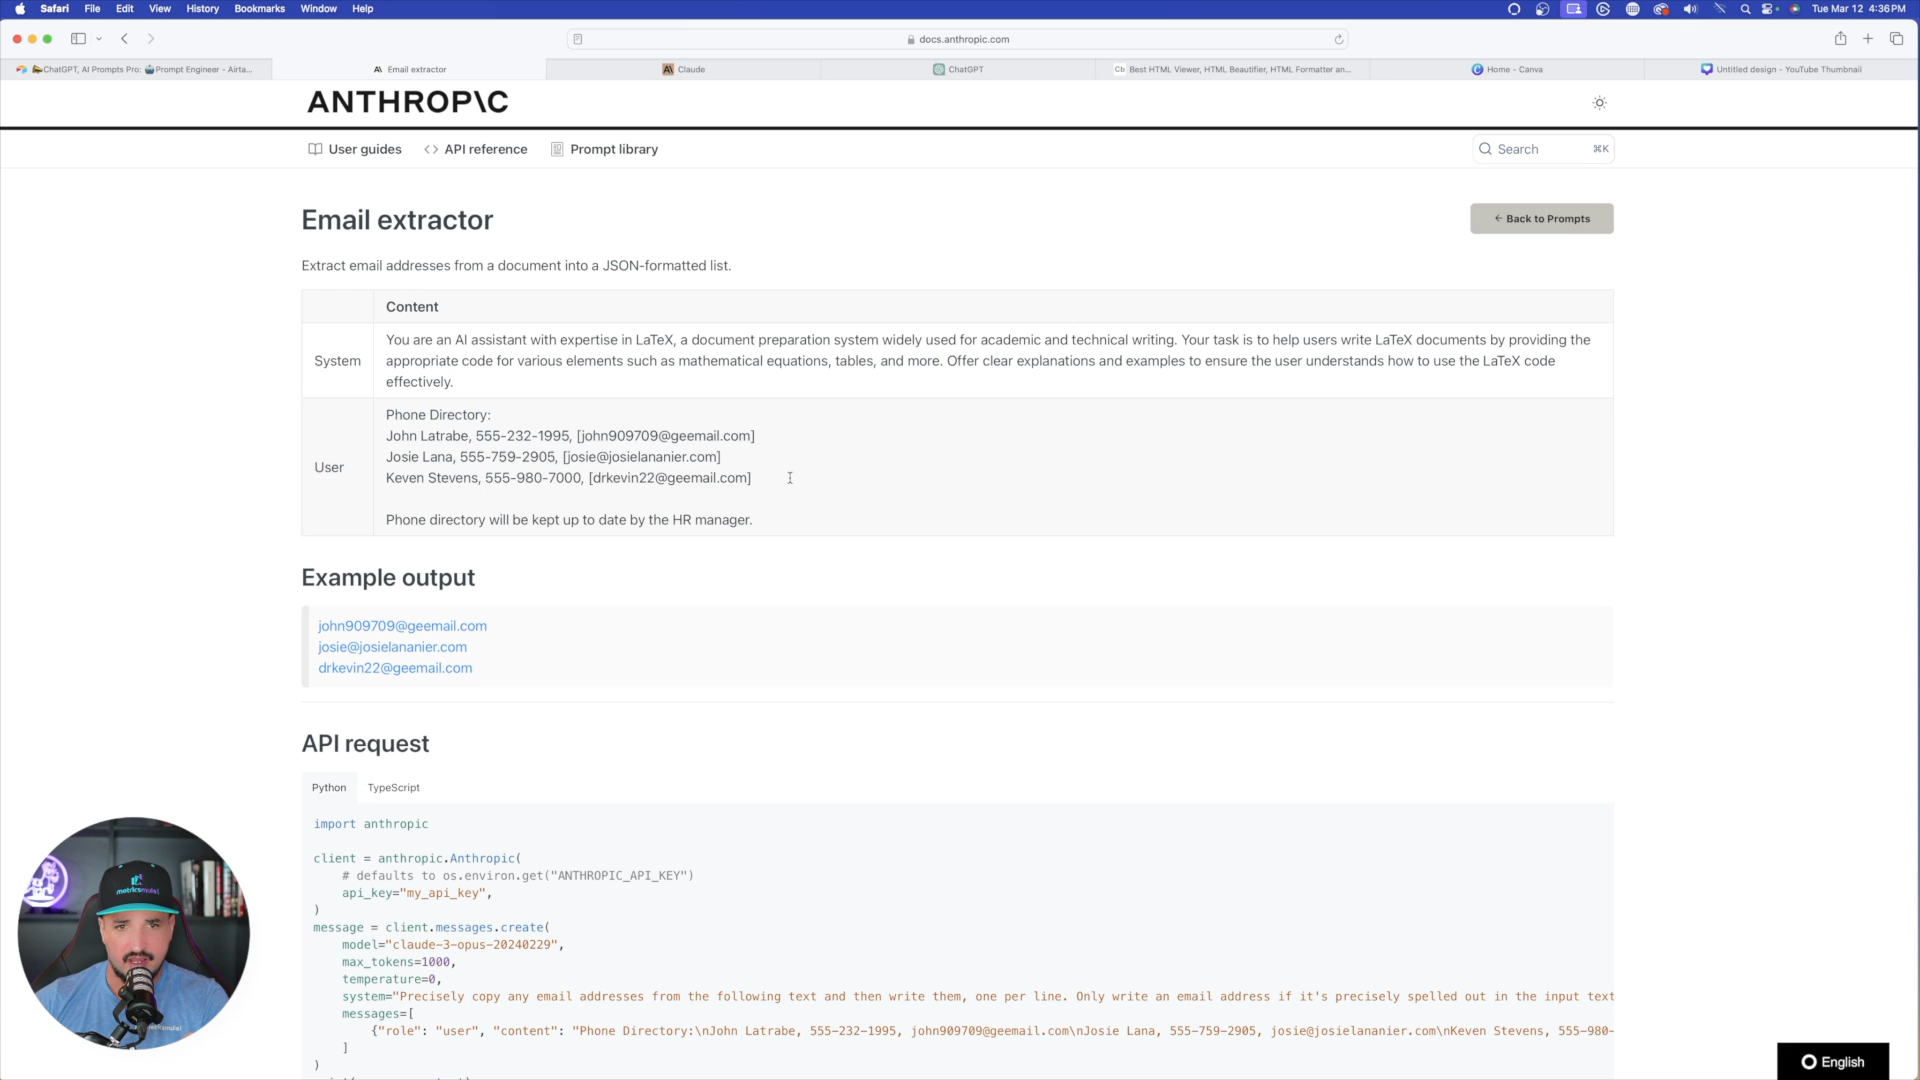 Safari File Edit View History Bookmarks Window Help
Tue Mar 12 4:36 PM
docs.anthropic.com
ChatGPT, AI Prompts Pro: Prompt Engineer - Airta...
Email extractor
Claude
ChatGPT
Best HTML Viewer, HTML Beautifier, HTML Formatter an...
Home - Canva
Untitled design - YouTube Thumbnail
ANTHROP\C
User guides
API reference
Prompt library
Search ⌘K
Email extractor
← Back to Prompts
Extract email addresses from a document into a JSON-formatted list.
Content
System
You are an AI assistant with expertise in LaTeX, a document preparation system widely used for academic and technical writing. Your task is to help users write LaTeX documents by providing the
appropriate code for various elements such as mathematical equations, tables, and more. Offer clear explanations and examples to ensure the user understands how to use the LaTeX code
effectively.
User
Phone Directory:
John Latrabe, 555-232-1995, [john909709@geemail.com]
Josie Lana, 555-759-2905, [josie@josielananier.com]
Keven Stevens, 555-980-7000, [drkevin22@geemail.com]
Phone directory will be kept up to date by the HR manager.
Example output
john909709@geemail.com
josie@josielananier.com
drkevin22@geemail.com
API request
Python TypeScript
import anthropic
client = anthropic.Anthropic(
# defaults to os.environ.get("ANTHROPIC_API_KEY")
api_key="my_api_key",
)
message = client.messages.create(
model="claude-3-opus-20240229",
max_tokens=1000,
temperature=0,
system="Precisely copy any email addresses from the following text and then write them, one per line. Only write an email address if it's precisely spelled out in the input text
messages=[
{"role": "user", "content": "Phone Directory:\nJohn Latrabe, 555-232-1995, john909709@geemail.com\nJosie Lana, 555-759-2905, josie@josielananier.com\nKeven Stevens, 555-980-
]
)
English
metricsmule